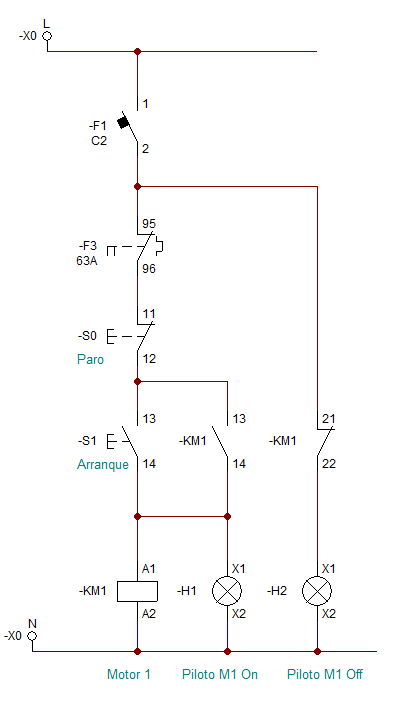 L
-X0
1
-F1
C2
2
95
-F3
63A
96
11
-S0
12
Paro
13 13 21
-S1 -KM1 -KM1
Arranque 14 14 22
A1 X1 X1
-KM1 -H1 -H2
A2 X2 X2
N
-X0
Motor 1 Piloto M1 On Piloto M1 Off